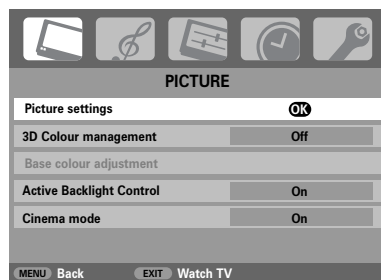 PICTURE
Picture settings OK
3D Colour management Off
Base colour adjustment
Active Backlight Control On
Cinema mode On
MENU Back EXIT Watch TV